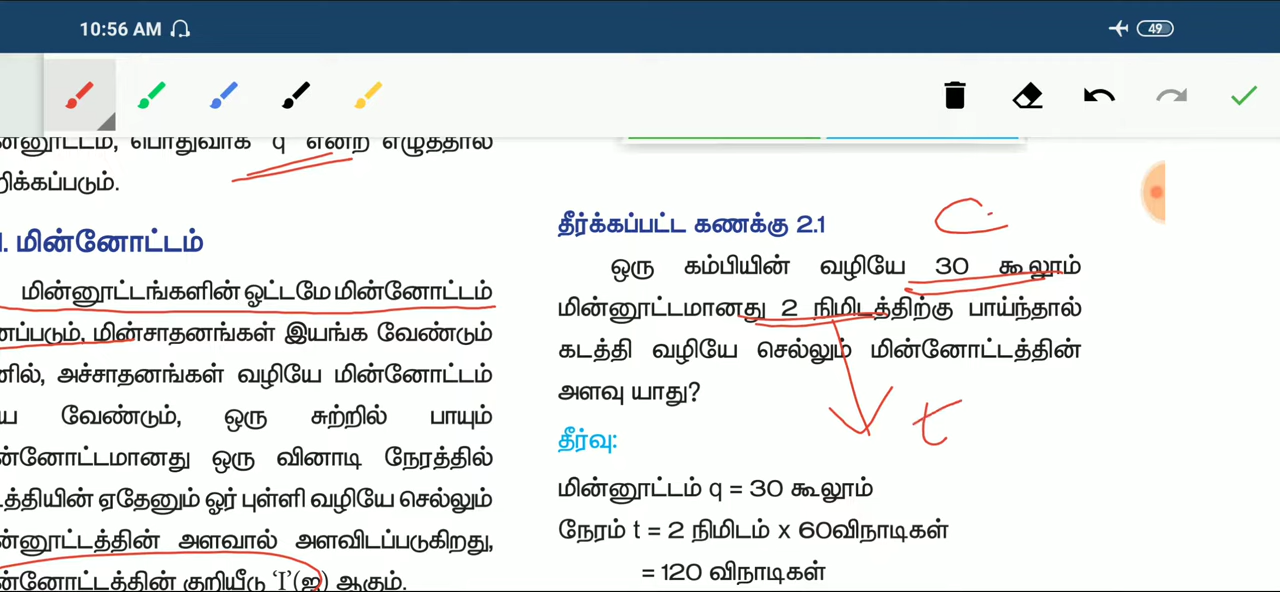 10:56 AM
49
பொதுவாக 'q' என்ற எழுத்தால்
றிக்கப்படும்.
l. மின்னோட்டம்
மின்னூட்டங்களின் ஓட்டமே மின்னோட்டம்
னப்படும், மின்சாதனங்கள் இயங்க வேண்டும்
னில், அச்சாதனங்கள் வழியே மின்னோட்டம்
ய வேண்டும், ஒரு சுற்றில் பாயும்
ன்னோட்டமானது ஒரு வினாடி நேரத்தில்
டத்தியின் ஏதேனும் ஓர் புள்ளி வழியே செல்லும்
ன்னூட்டத்தின் அளவால் அளவிடப்படுகிறது,
ன்னோட்டத்தின் குறியீடு 'I'(ஐ) ஆகும்.
தீர்க்கப்பட்ட கணக்கு 2.1
C
ஒரு கம்பியின் வழியே 30 கூலூம்
மின்னூட்டமானது 2 நிமிடத்திற்கு பாய்ந்தால்
கடத்தி வழியே செல்லும் மின்னோட்டத்தின்
அளவு யாது?
t
தீர்வு:
மின்னூட்டம் q = 30 கூலூம்
நேரம் t = 2 நிமிடம் x 60விநாடிகள்
= 120 விநாடிகள்